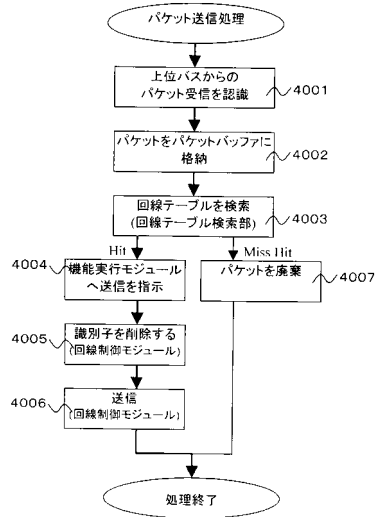 パケット送信処理
上位バスからの
パケット受信を認識
4001
パケットをパケットバッファに
格納
4002
回線テーブルを検索
(回線テーブル検索部)
4003
Hit
Miss Hit
4004
機能実行モジュール
へ送信を指示
パケットを廃棄
4007
識別子を削除する
(回線制御モジュール)
4005
送信
(回線制御モジュール)
4006
処理終了